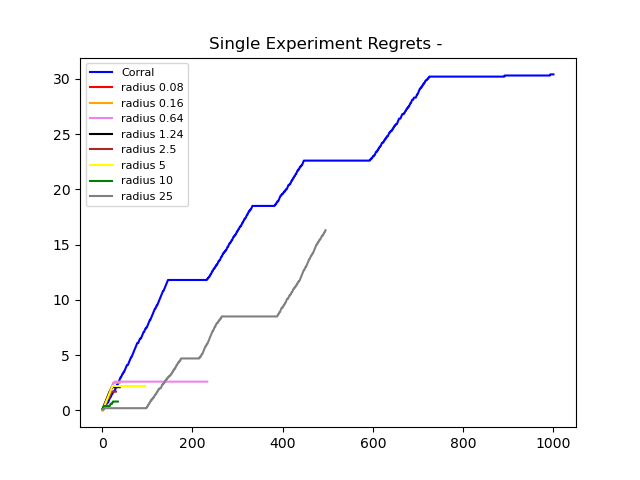 Single Experiment Regrets -
30
25
20
15
10
5
0
Corral
radius 0.08
radius 0.16
radius 0.64
radius 1.24
radius 2.5
radius 5
radius 10
radius 25
0 200 400 600 800 1000